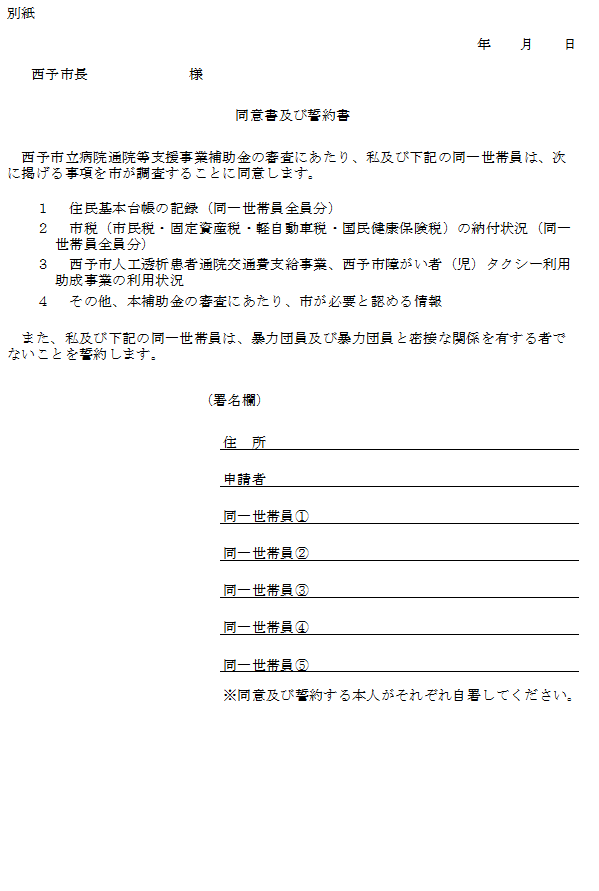 別紙
年　　月　　日
西予市長　　　　　　　様
同意書及び誓約書
　西予市立病院通院等支援事業補助金の審査にあたり、私及び下記の同一世帯員は、次
に掲げる事項を市が調査することに同意します。
１　住民基本台帳の記録（同一世帯員全員分）
２　市税（市民税・固定資産税・軽自動車税・国民健康保険税）の納付状況（同一
世帯員全員分）
３　西予市人工透析患者通院交通費支給事業、西予市障がい者（児）タクシー利用
助成事業の利用状況
４　その他、本補助金の審査にあたり、市が必要と認める情報
　また、私及び下記の同一世帯員は、暴力団員及び暴力団員と密接な関係を有する者で
ないことを誓約します。
（署名欄）
住　所
申請者
同一世帯員①
同一世帯員②
同一世帯員③
同一世帯員④
同一世帯員⑤
※同意及び誓約する本人がそれぞれ自署してください。